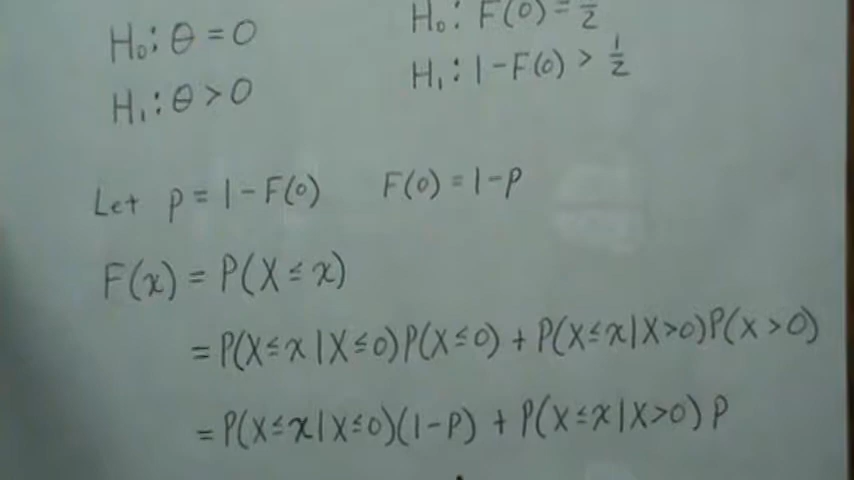 H₀: θ = 0    H₀: F(0) = 1/2
H₁: θ > 0    H₁: 1 - F(0) > 1/2
Let p = 1 - F(0)    F(0) = 1 - p
F(x) = P(X ≤ x)
= P(X ≤ x | X ≤ 0)P(X ≤ 0) + P(X ≤ x | X > 0)P(X > 0)
= P(X ≤ x | X ≤ 0)(1 - P) + P(X ≤ x | X > 0) P